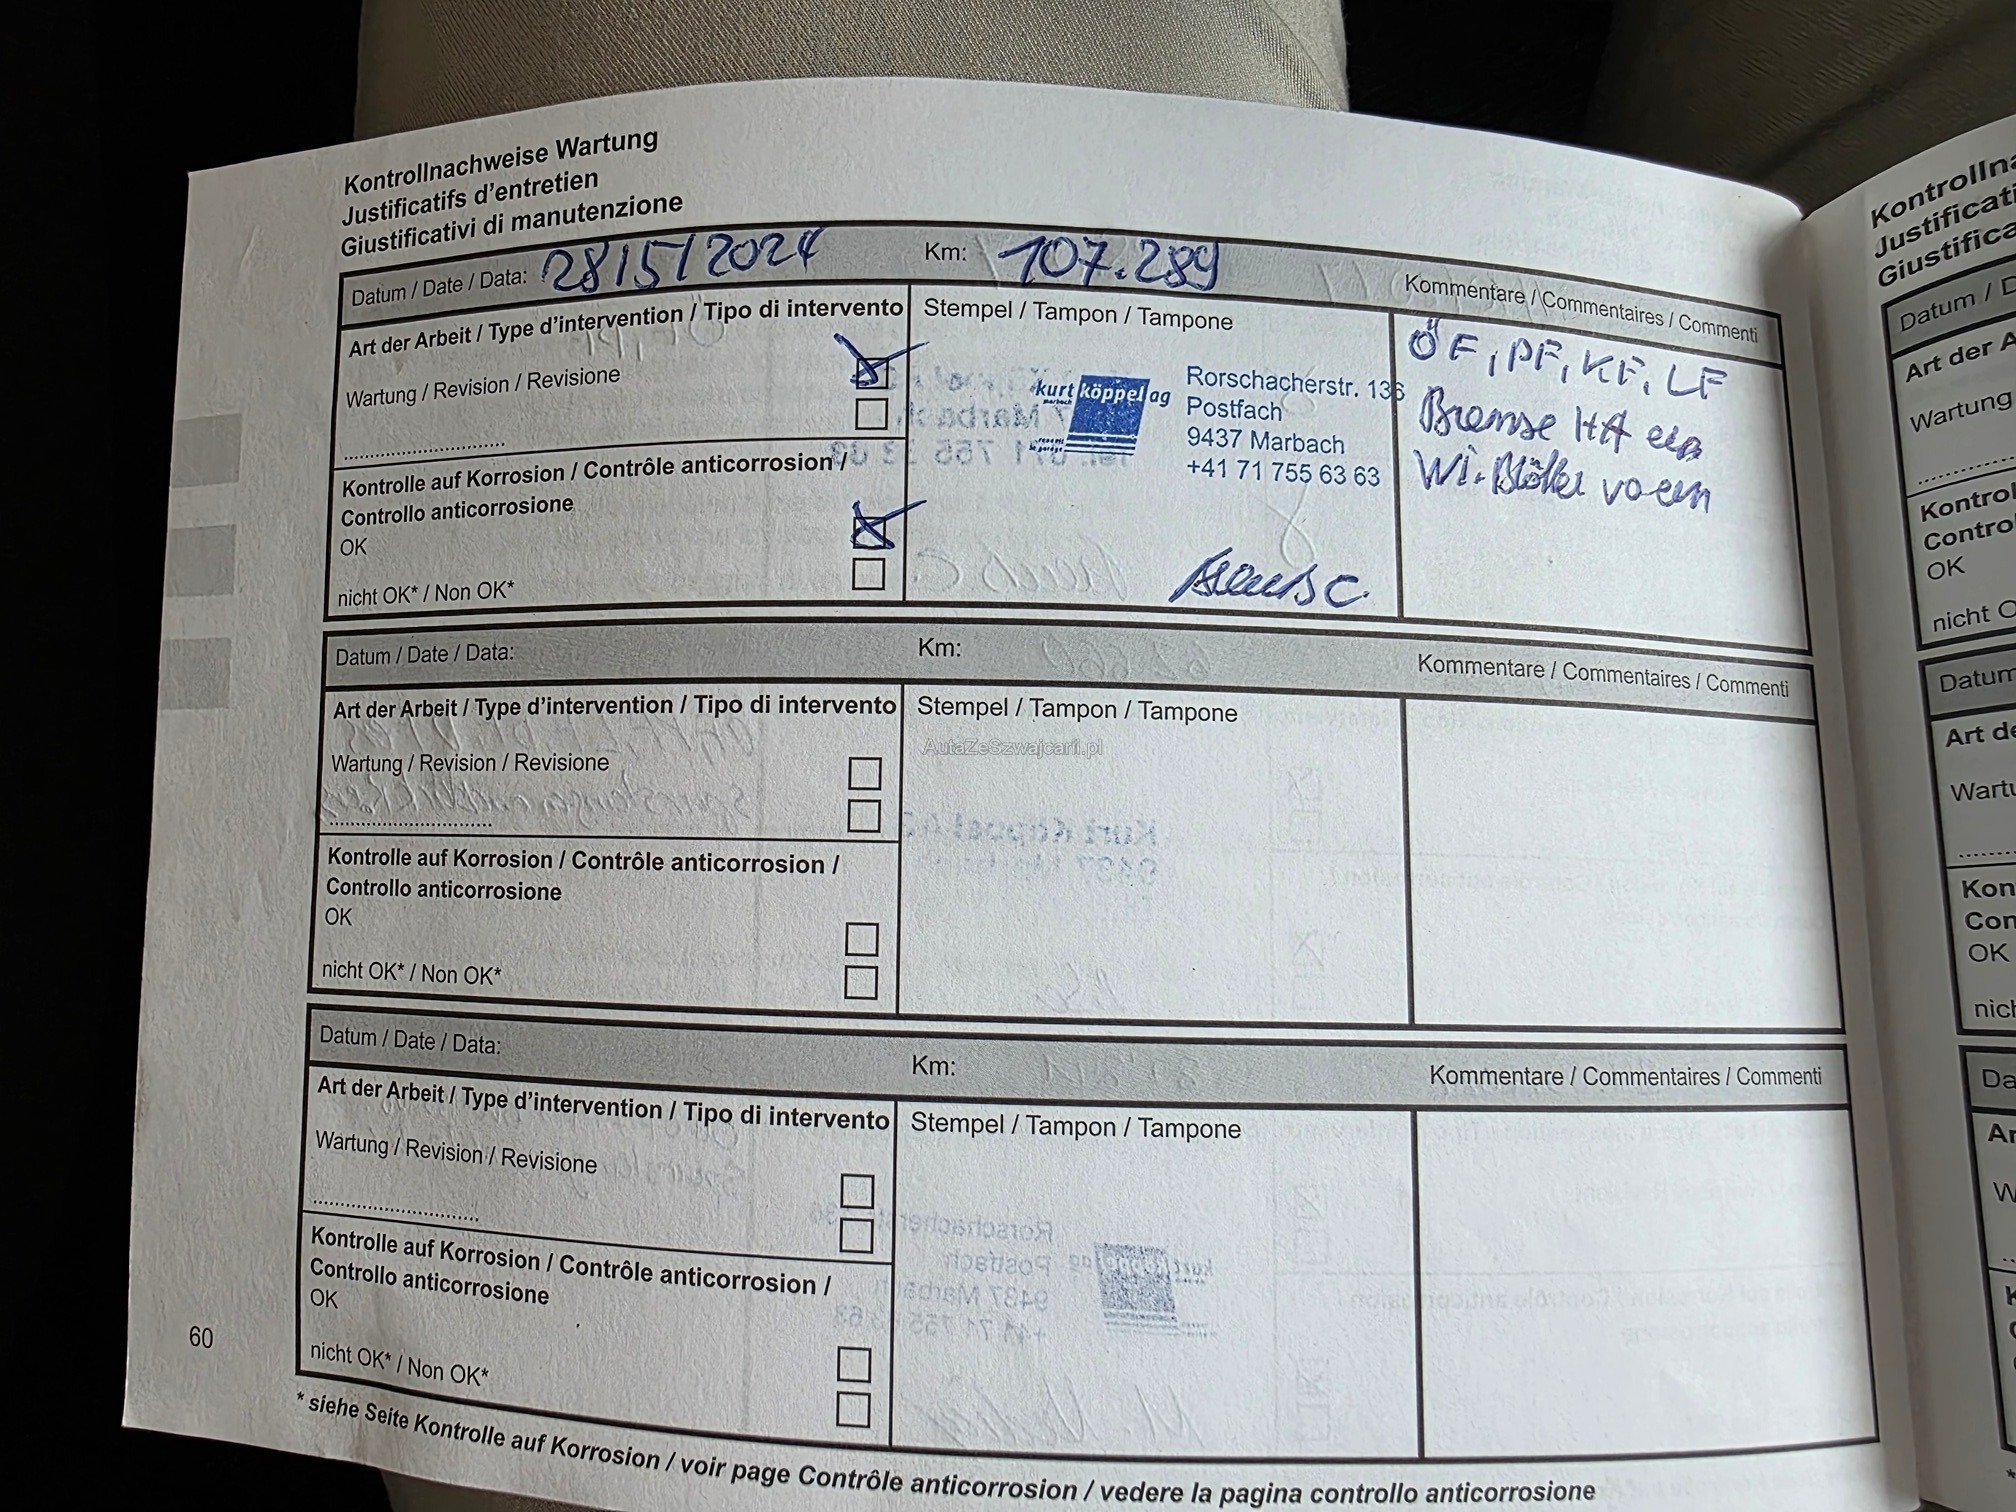 Kontrollnachweise Wartung
Justificatifs d'entretien
Giustificativi di manutenzione
Datum / Date / Data: 28/5/2024 Km: 107.289 Kommentare / Commentaires / Commenti
Art der Arbeit / Type d'intervention / Tipo di intervento
Wartung / Revision / Revisione
Kontrolle auf Korrosion / Contrôle anticorrosion /
Controllo anticorrosione
OK
nicht OK* / Non OK*
Stempel / Tampon / Tampone
kurt köppel ag
marbach
Rorschacherstr. 136
Postfach
9437 Marbach
+41 71 755 63 63
ÖF, PF, KF, LF
Bremse HA
Wi.
Datum / Date / Data: Km: Kommentare / Commentaires / Commenti
Art der Arbeit / Type d'intervention / Tipo di intervento
Wartung / Revision / Revisione
Kontrolle auf Korrosion / Contrôle anticorrosion /
Controllo anticorrosione
OK
nicht OK* / Non OK*
Stempel / Tampon / Tampone
AutaZeSzwajcarii.pl
Datum / Date / Data: Km: Kommentare / Commentaires / Commenti
Art der Arbeit / Type d'intervention / Tipo di intervento
Wartung / Revision / Revisione
Kontrolle auf Korrosion / Contrôle anticorrosion /
Controllo anticorrosione
OK
nicht OK* / Non OK*
Stempel / Tampon / Tampone
60
* siehe Seite Kontrolle auf Korrosion / voir page Contrôle anticorrosion / vedere la pagina controllo anticorrosione